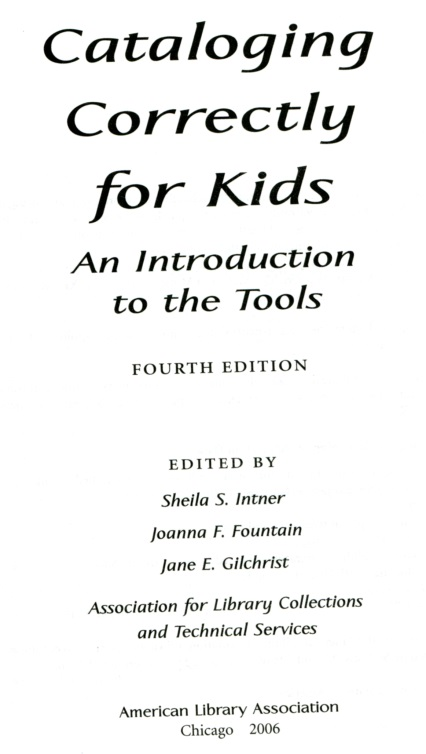 Cataloging
Correctly
for Kids
An Introduction
to the Tools
FOURTH EDITION
EDITED BY
Sheila S. Intner
Joanna F. Fountain
Jane E. Gilchrist
Association for Library Collections
and Technical Services
American Library Association
Chicago 2006